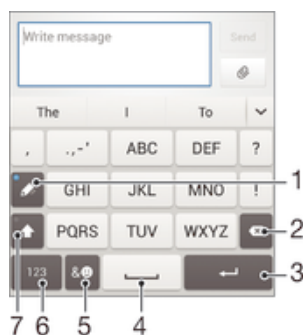 Write message
Send
The I To
, .,-' ABC DEF ?
GHI JKL MNO ! 1
PQRS TUV WXYZ 2
123 & 3
7 6 5 4